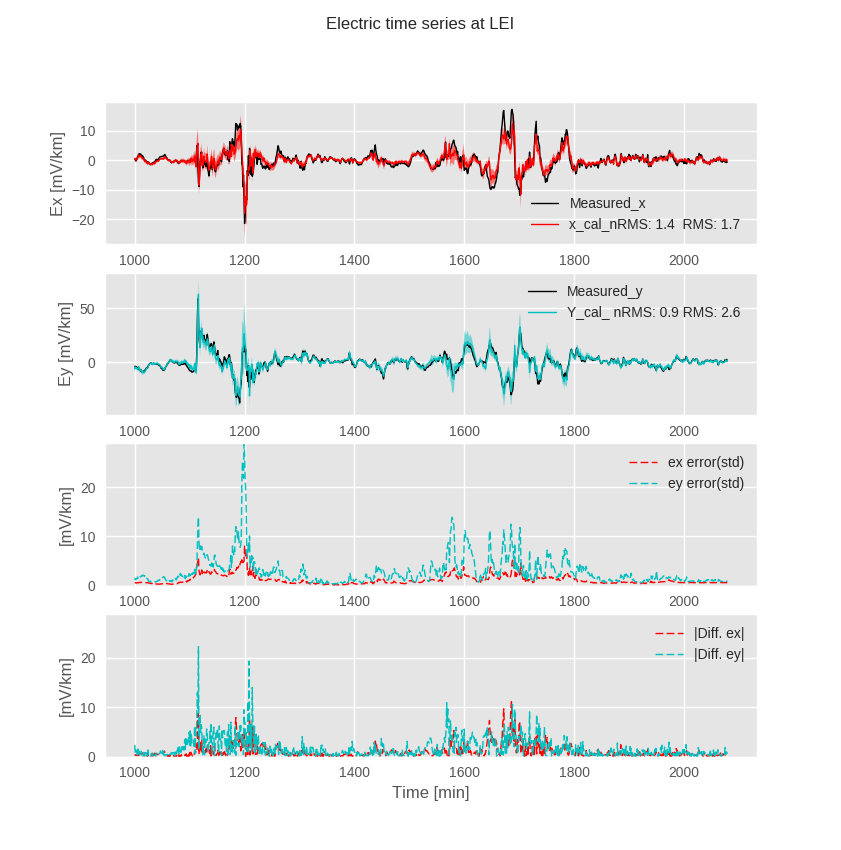 Electric time series at LEI
Ex [mV/km]
10
0
−10
−20
Measured_x
x_cal_nRMS: 1.4  RMS: 1.7
1000 1200 1400 1600 1800 2000
Ey [mV/km]
50
0
Measured_y
Y_cal_ nRMS: 0.9 RMS: 2.6
1000 1200 1400 1600 1800 2000
[mV/km]
20
10
0
ex error(std)
ey error(std)
1000 1200 1400 1600 1800 2000
[mV/km]
20
10
0
|Diff. ex|
|Diff. ey|
1000 1200 1400 1600 1800 2000
Time [min]